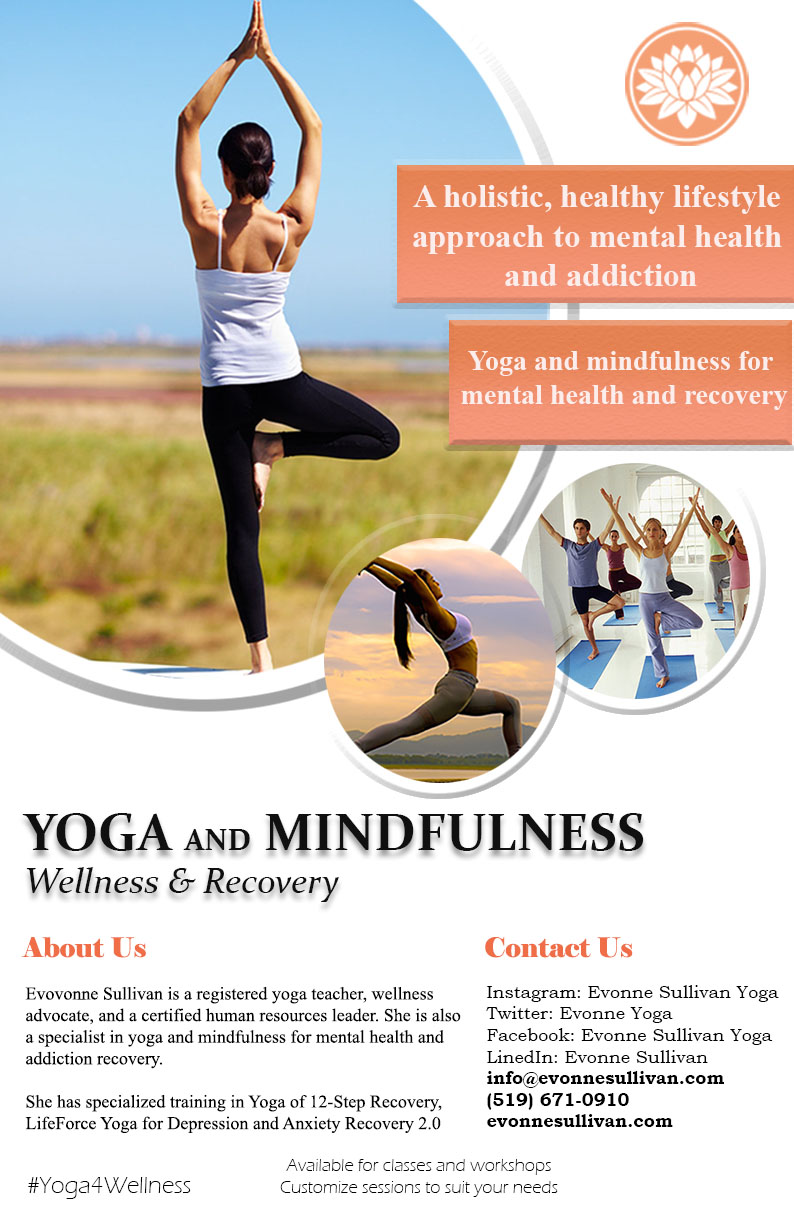 A holistic, healthy lifestyle
approach to mental health
and addiction
Yoga and mindfulness for
mental health and recovery
YOGA AND MINDFULNESS
Wellness & Recovery
About Us
Evovonne Sullivan is a registered yoga teacher, wellness
advocate, and a certified human resources leader. She is also
a specialist in yoga and mindfulness for mental health and
addiction recovery.
She has specialized training in Yoga of 12-Step Recovery,
LifeForce Yoga for Depression and Anxiety Recovery 2.0
Contact Us
Instagram: Evonne Sullivan Yoga
Twitter: Evonne Yoga
Facebook: Evonne Sullivan Yoga
LinedIn: Evonne Sullivan
info@evonnesullivan.com
(519) 671-0910
evonnesullivan.com
#Yoga4Wellness
Available for classes and workshops
Customize sessions to suit your needs